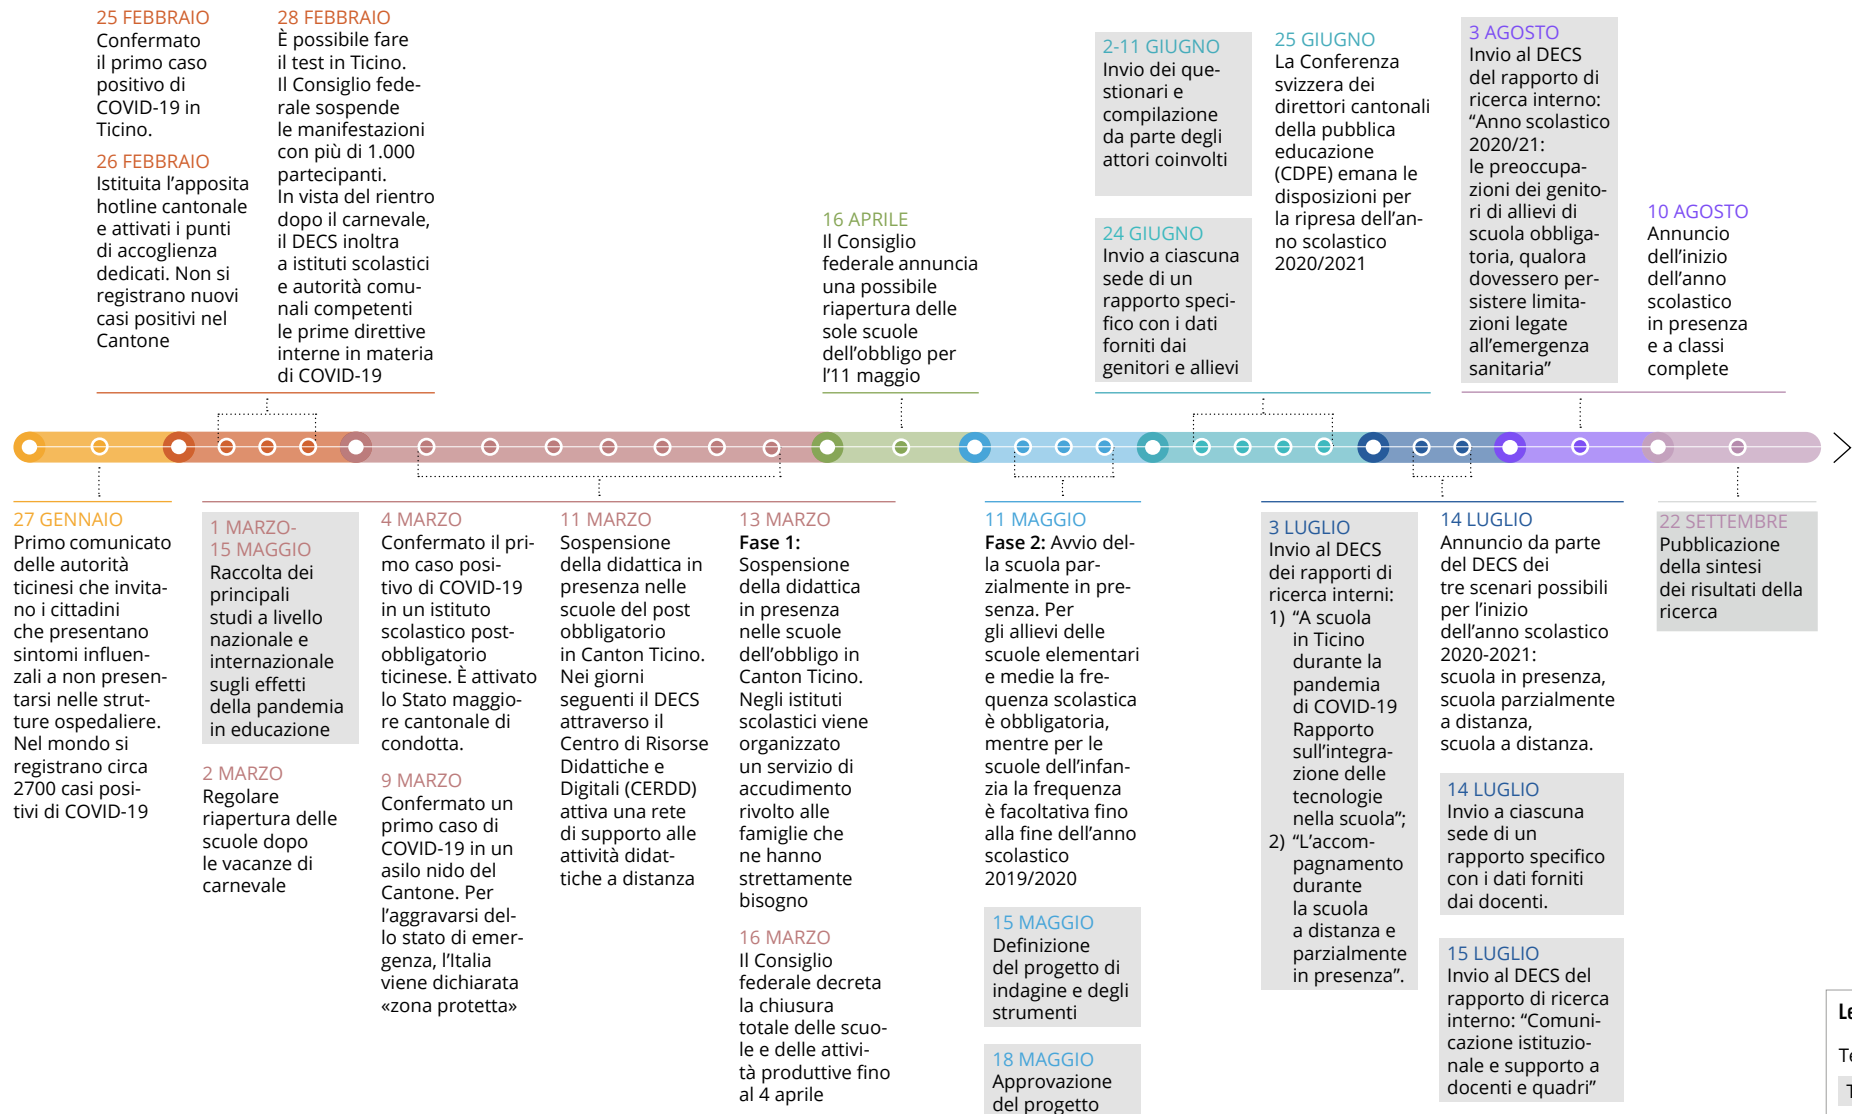 25 FEBBRAIO
Confermato
il primo caso
positivo di
COVID-19 in
Ticino.
26 FEBBRAIO
Istituita l’apposita
hotline cantonale
e attivati i punti
di accoglienza
dedicati. Non si
registrano nuovi
casi positivi nel
Cantone
28 FEBBRAIO
È possibile fare
il test in Ticino.
Il Consiglio fede-
rale sospende
le manifestazioni
con più di 1.000
partecipanti.
In vista del rientro
dopo il carnevale,
il DECS inoltra
a istituti scolastici
e autorità comu-
nali competenti
le prime direttive
interne in materia
di COVID-19
16 APRILE
Il Consiglio
federale annuncia
una possibile
riapertura delle
sole scuole
dell’obbligo per
l’11 maggio
2-11 GIUGNO
Invio dei que-
stionari e
compilazione
da parte degli
attori coinvolti
24 GIUGNO
Invio a ciascuna
sede di un
rapporto speci-
fico con i dati
forniti dai
genitori e allievi
25 GIUGNO
La Conferenza
svizzera dei
direttori cantonali
della pubblica
educazione
(CDPE) emana le
disposizioni per
la ripresa dell’an-
no scolastico
2020/2021
3 AGOSTO
Invio al DECS
del rapporto di
ricerca interno:
“Anno scolastico
2020/21:
le preoccupa-
zioni dei genito-
ri di allievi di
scuola obbliga-
toria, qualora
dovessero per-
sistere limita-
zioni legate
all’emergenza
sanitaria”
10 AGOSTO
Annuncio
dell’inizio
dell’anno
scolastico
in presenza
e a classi
complete
27 GENNAIO
Primo comunicato
delle autorità
ticinesi che invita-
no i cittadini
che presentano
sintomi influen-
zali a non presen-
tarsi nelle strut-
ture ospedaliere.
Nel mondo si
registrano circa
2700 casi posi-
tivi di COVID-19
1 MARZO-
15 MAGGIO
Raccolta dei
principali
studi a livello
nazionale e
internazionale
sugli effetti
della pandemia
in educazione
2 MARZO
Regolare
riapertura delle
scuole dopo
le vacanze di
carnevale
4 MARZO
Confermato il pri-
mo caso posi-
tivo di COVID-19
in un istituto
scolastico post-
obbligatorio
ticinese. È attivato
lo Stato maggio-
re cantonale di
condotta.
9 MARZO
Confermato un
primo caso di
COVID-19 in un
asilo nido del
Cantone. Per
l’aggravarsi del-
lo stato di emer-
genza, l’Italia
viene dichiarata
«zona protetta»
11 MARZO
Sospensione
della didattica in
presenza nelle
scuole del post
obbligatorio
in Canton Ticino.
Nei giorni
seguenti il DECS
attraverso il
Centro di Risorse
Didattiche e
Digitali (CERDD)
attiva una rete
di supporto alle
attività didat-
tiche a distanza
13 MARZO
Fase 1:
Sospensione
della didattica
in presenza
nelle scuole
dell’obbligo in
Canton Ticino.
Negli istituti
scolastici viene
organizzato
un servizio di
accudimento
rivolto alle
famiglie che
ne hanno
strettamente
bisogno
16 MARZO
Il Consiglio
federale decreta
la chiusura
totale delle scuo-
le e delle attivi-
tà produttive fino
al 4 aprile
11 MAGGIO
Fase 2: Avvio del-
la scuola par-
zialmente in pre-
senza. Per
gli allievi delle
scuole elementari
e medie la fre-
quenza scolastica
è obbligatoria,
mentre per le
scuole dell’infan-
zia la frequenza
è facoltativa fino
alla fine dell’anno
scolastico
2019/2020
15 MAGGIO
Definizione
del progetto di
indagine e degli
strumenti
18 MAGGIO
Approvazione
del progetto
3 LUGLIO
Invio al DECS
dei rapporti di
ricerca interni:
1) “A scuola
in Ticino
durante la
pandemia
di COVID-19
Rapporto
sull’integra-
zione delle
tecnologie
nella scuola”;
2) “L’accom-
pagnamento
durante
la scuola
a distanza e
parzialmente
in presenza”.
14 LUGLIO
Annuncio da parte
del DECS dei
tre scenari possibili
per l’inizio
dell’anno scolastico
2020-2021:
scuola in presenza,
scuola parzialmente
a distanza,
scuola a distanza.
14 LUGLIO
Invio a ciascuna
sede di un
rapporto specifico
con i dati forniti
dai docenti.
15 LUGLIO
Invio al DECS del
rapporto di ricerca
interno: “Comuni-
cazione istituzio-
nale e supporto a
docenti e quadri”
22 SETTEMBRE
Pubblicazione
della sintesi
dei risultati della
ricerca